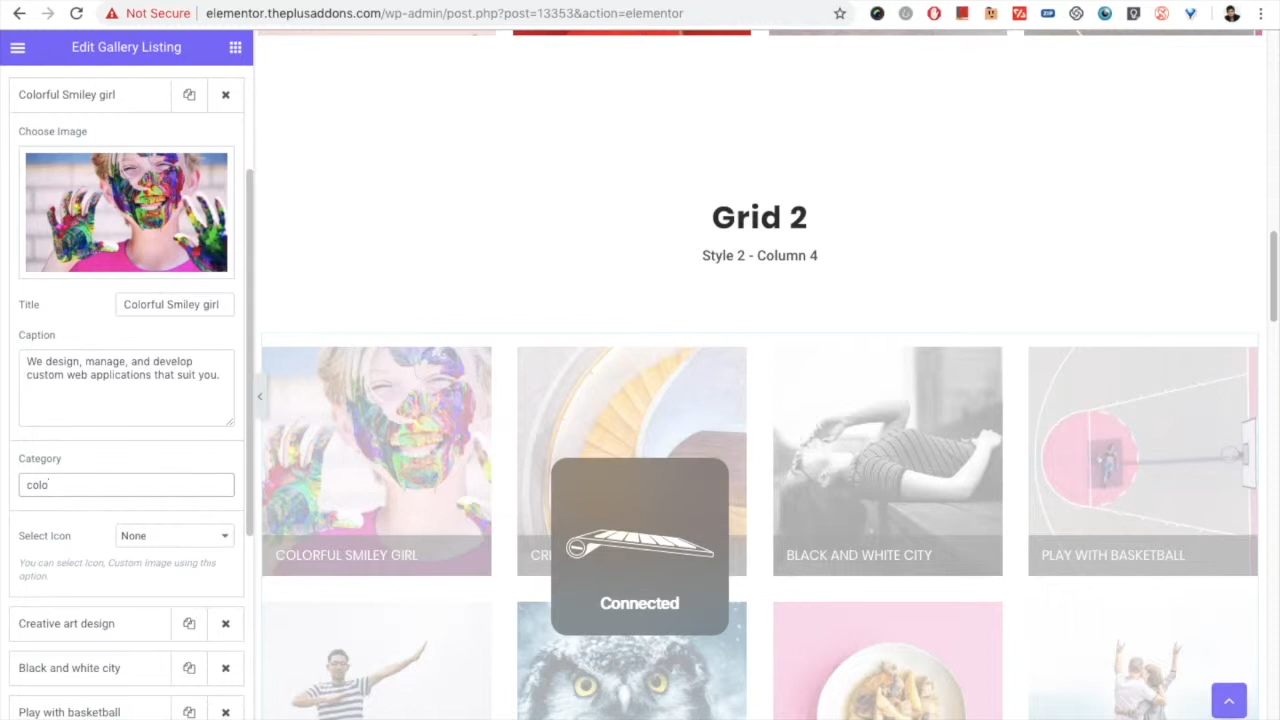 Not Secure
elementor.theplusaddons.com/wp-admin/post.php?post=13353&action=elementor
ZIP
Edit Gallery Listing
Colorful Smiley girl
Choose Image
Title
Colorful Smiley girl
Caption
We design, manage, and develop
custom web applications that suit you.
Category
colo
Select Icon
None
You can select Icon, Custom Image using this
option.
Creative art design
Black and white city
Play with basketball
Grid 2
Style 2 - Column 4
COLORFUL SMILEY GIRL
CRE
BLACK AND WHITE CITY
PLAY WITH BASKETBALL
Connected